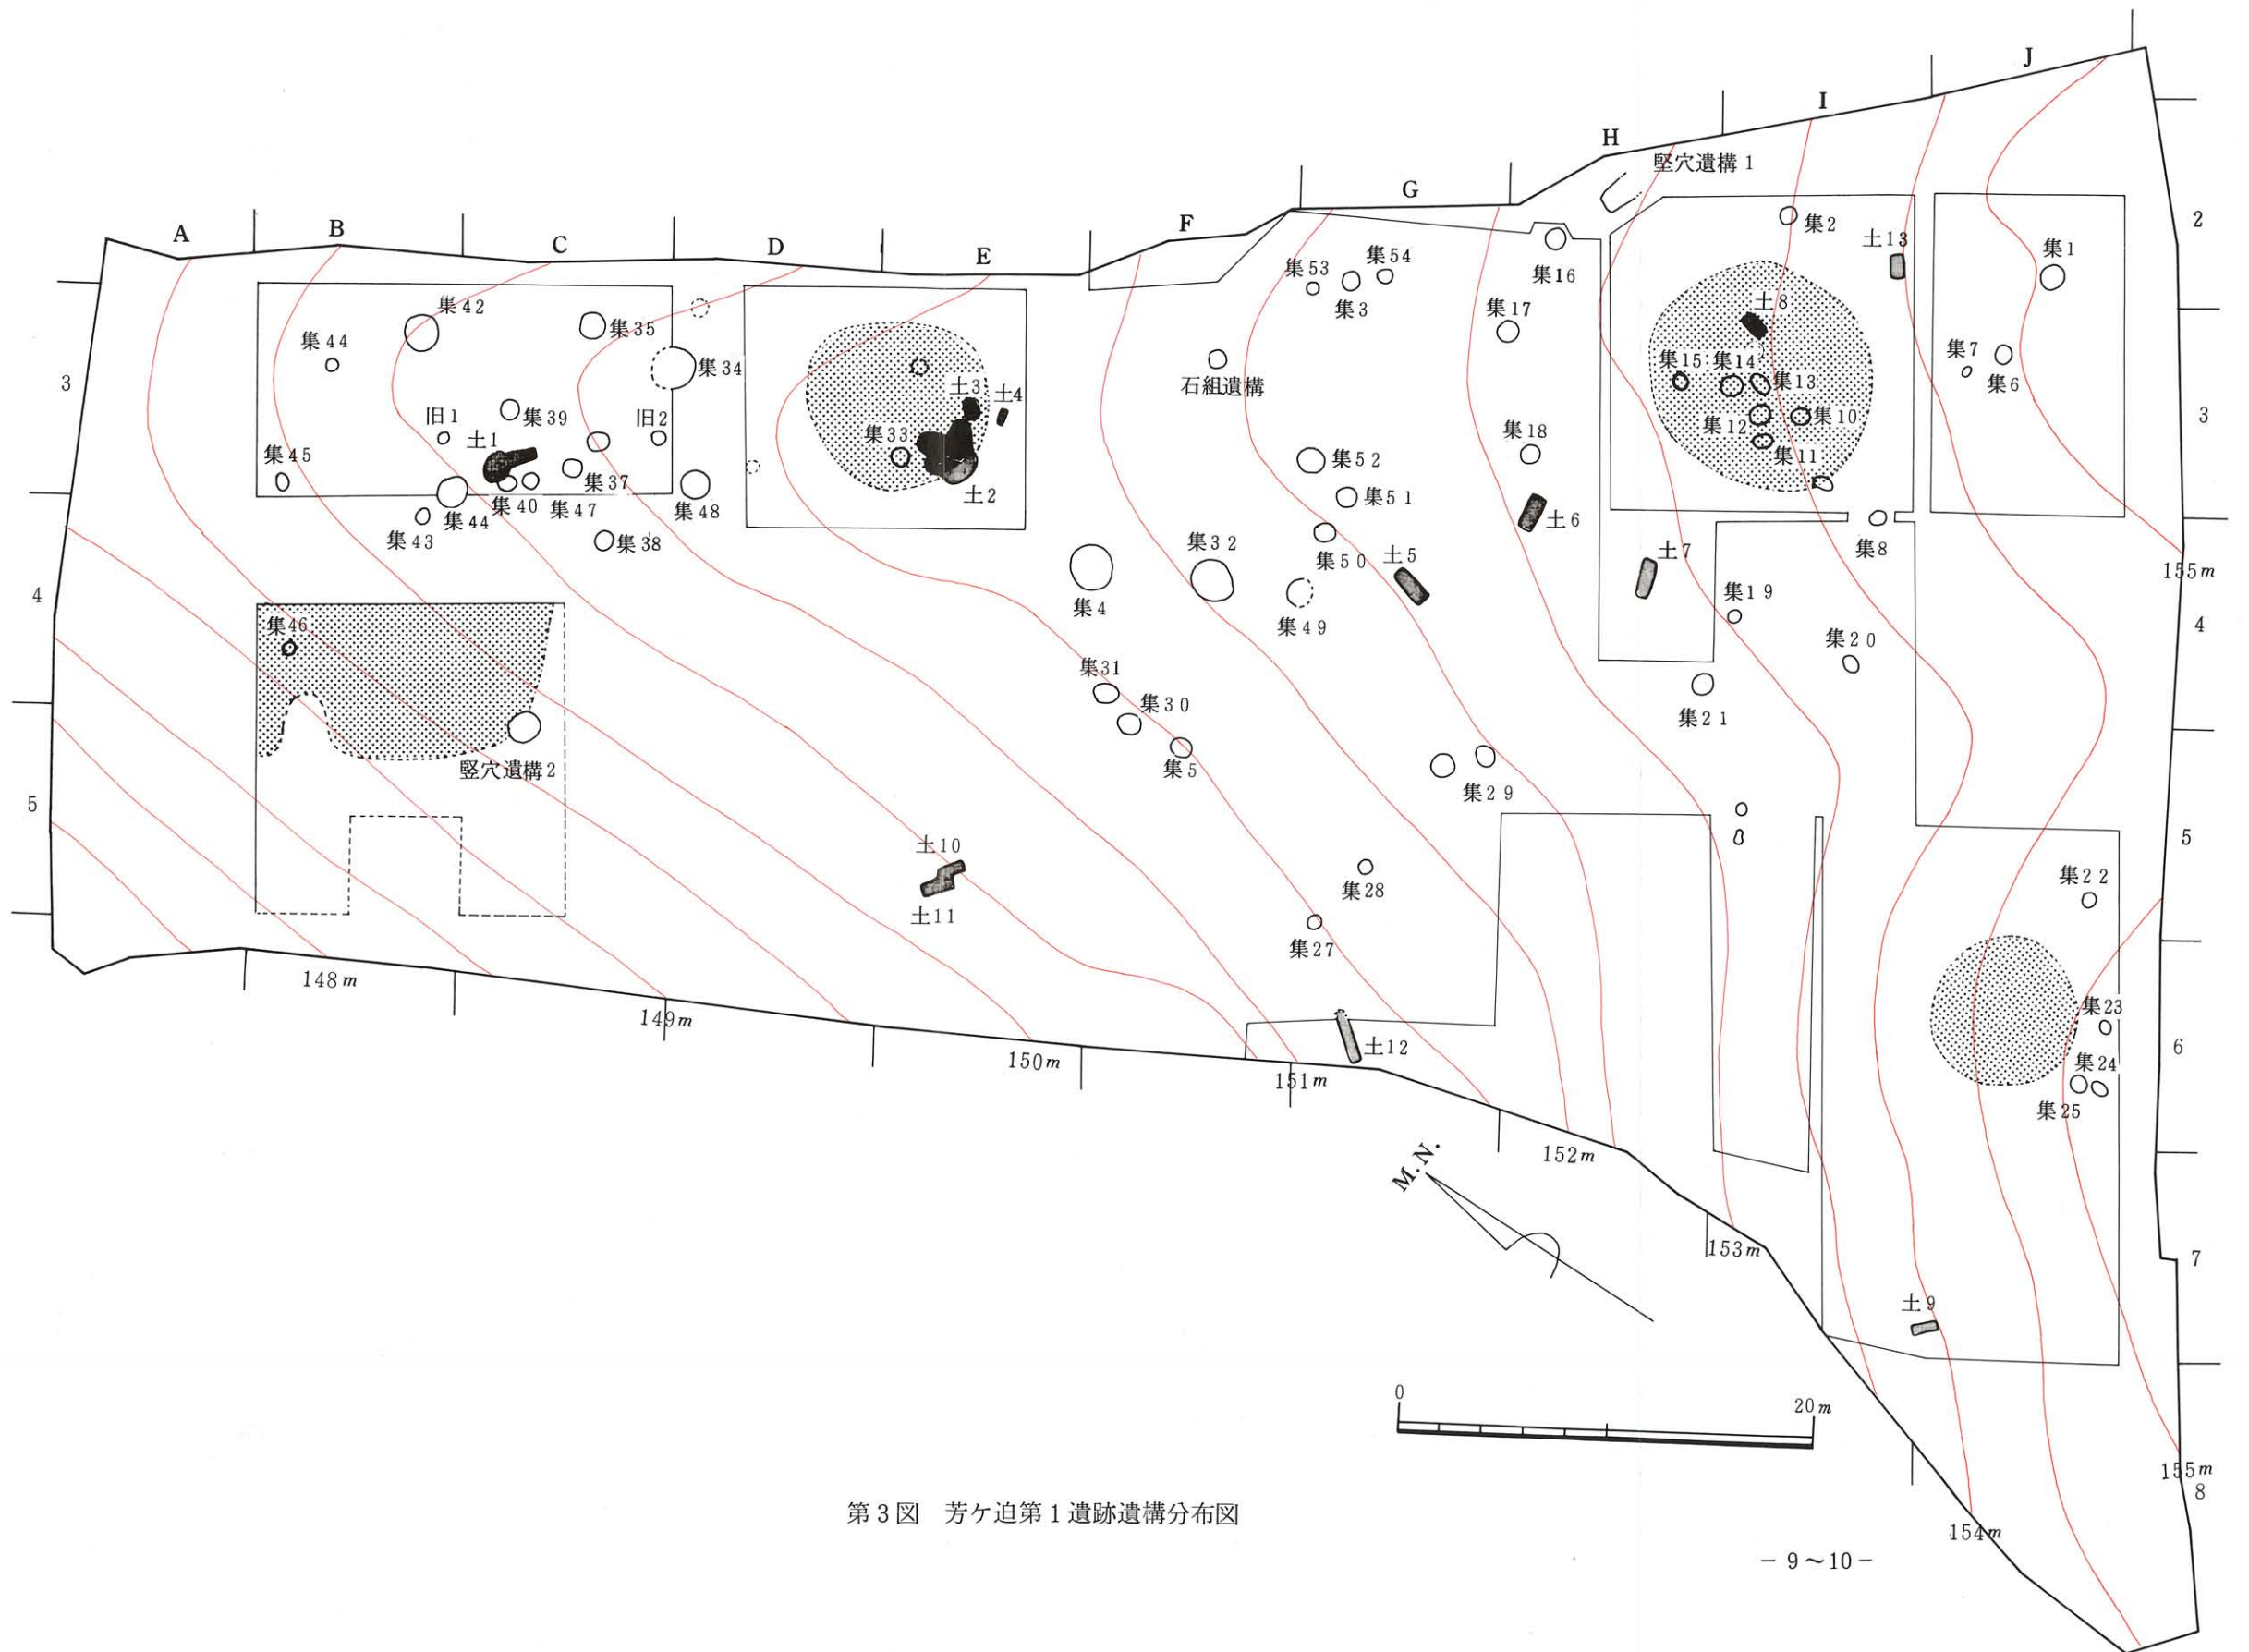 A
B
C
D
E
F
G
H
I
J
竪穴遺構1
集2
土13
集1
2
集54
集53
集3
集16
集17
土8
集42
集35
集44
集34
石組遺構
集15
集14
集13
集7
集6
3
3
集12
集10
集11
旧1
集39
旧2
土1
集45
集33
土3
土4
土2
集37
集40
集47
集44
集43
集48
集38
集52
集51
集50
集18
土6
集8
155m
集32
集4
集49
土5
土7
集19
集20
4
4
集46
集31
集30
集5
集21
竪穴遺構2
集29
5
5
土10
土11
集28
集27
集22
集23
6
集24
集25
土12
148m
149m
150m
151m
152m
153m
M.N.
7
土9
0
20m
155m
8
154m
第3図 芳ケ迫第1遺跡遺構分布図
－9～10－